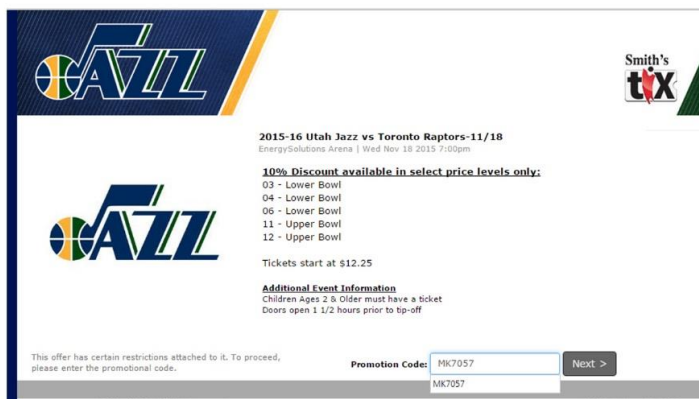 JAZZ
Smith's
tix
2015-16 Utah Jazz vs Toronto Raptors-11/18
EnergySolutions Arena | Wed Nov 18 2015 7:00pm
10% Discount available in select price levels only:
03 - Lower Bowl
04 - Lower Bowl
06 - Lower Bowl
11 - Upper Bowl
12 - Upper Bowl
JAZZ
Tickets start at $12.25
Additional Event Information
Children Ages 2 & Older must have a ticket
Doors open 1 1/2 hours prior to tip-off
This offer has certain restrictions attached to it. To proceed,
please enter the promotional code.
Promotion Code: MK7057 Next >
MK7057